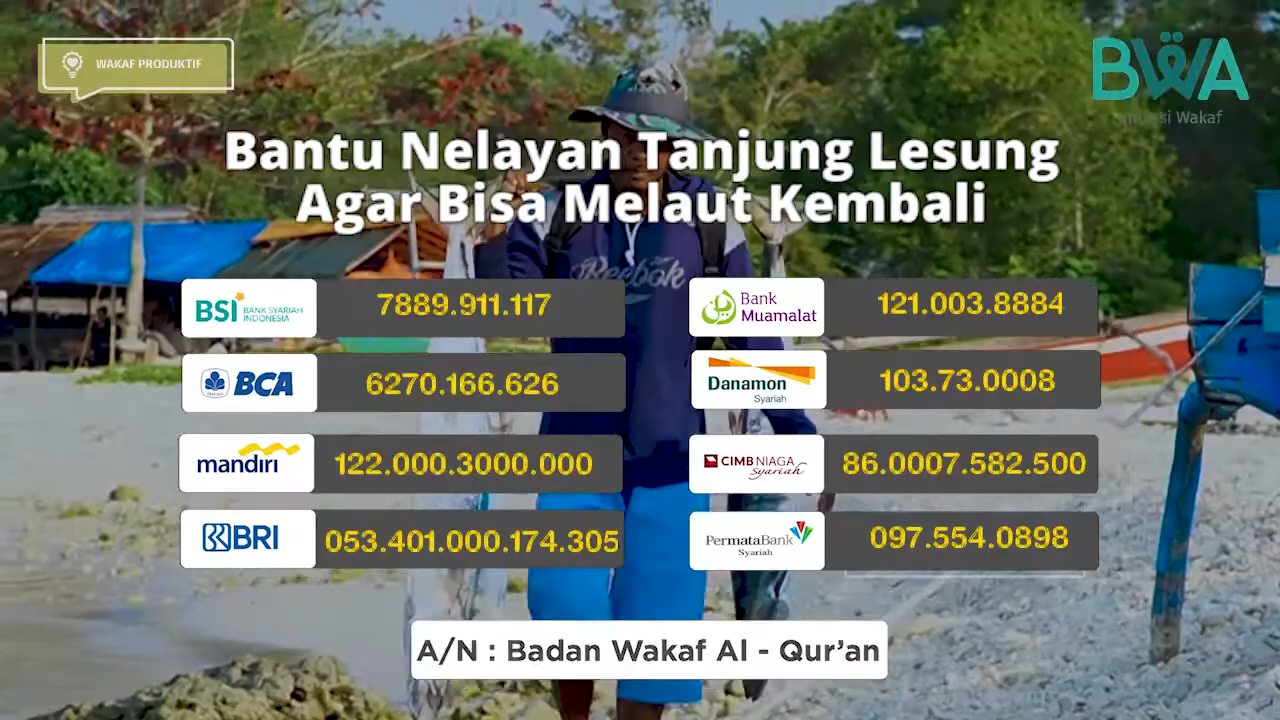 WAKAF PRODUKTIF
BWA
Wakaf
Bantu Nelayan Tanjung Lesung
Agar Bisa Melaut Kembali
Reebok
BSI BANK SYARIAH INDONESIA 7889.911.117
Bank Muamalat 121.003.8884
BCA 6270.166.626
Danamon Syariah 103.73.0008
mandiri 122.000.3000.000
CIMB NIAGA syariah 86.0007.582.500
BRI 053.401.000.174.305
PermataBank Syariah 097.554.0898
A/N : Badan Wakaf Al - Qur'an